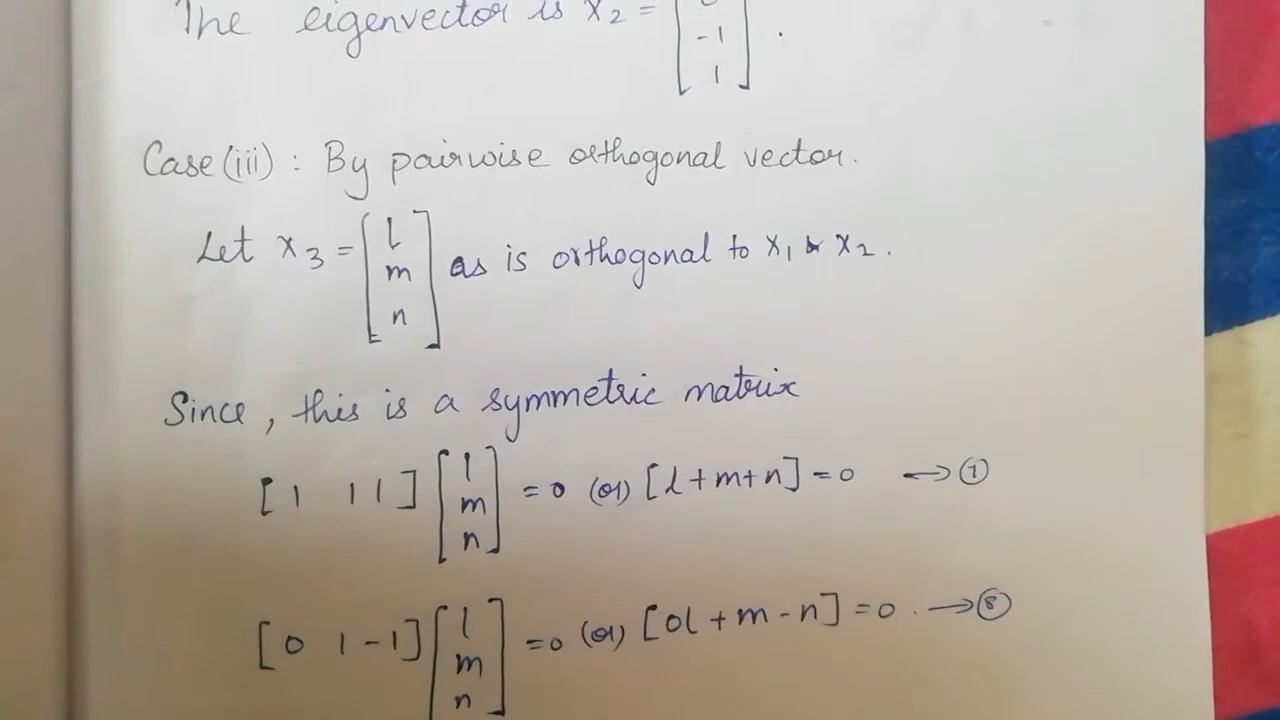 The eigenvector is x2 = [
-1
1 ] .
Case (iii) : By pairwise orthogonal vector.
Let x3 = [ l
m
n ] as is orthogonal to x1 & x2 .
Since, this is a symmetric matrix
[ 1 1 1 ] [ l
m
n ] = 0 (or) [ l + m + n ] = 0 → ⑦
[ 0 1 -1 ] [ l
m
n ] = 0 (or) [ 0l + m - n ] = 0 . → ⑧